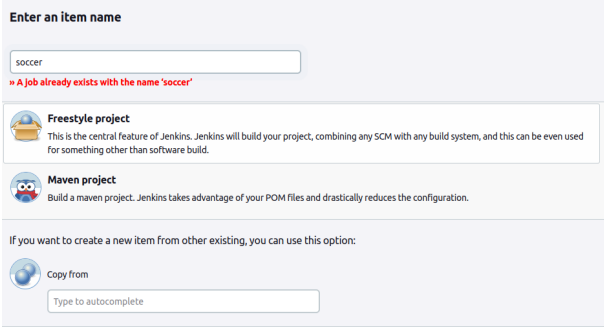 Enter an item name
soccer
» A job already exists with the name ‘soccer’
Freestyle project
This is the central feature of Jenkins. Jenkins will build your project, combining any SCM with any build system, and this can be even used
for something other than software build.
Maven project
Build a maven project. Jenkins takes advantage of your POM files and drastically reduces the configuration.
If you want to create a new item from other existing, you can use this option:
Copy from
Type to autocomplete